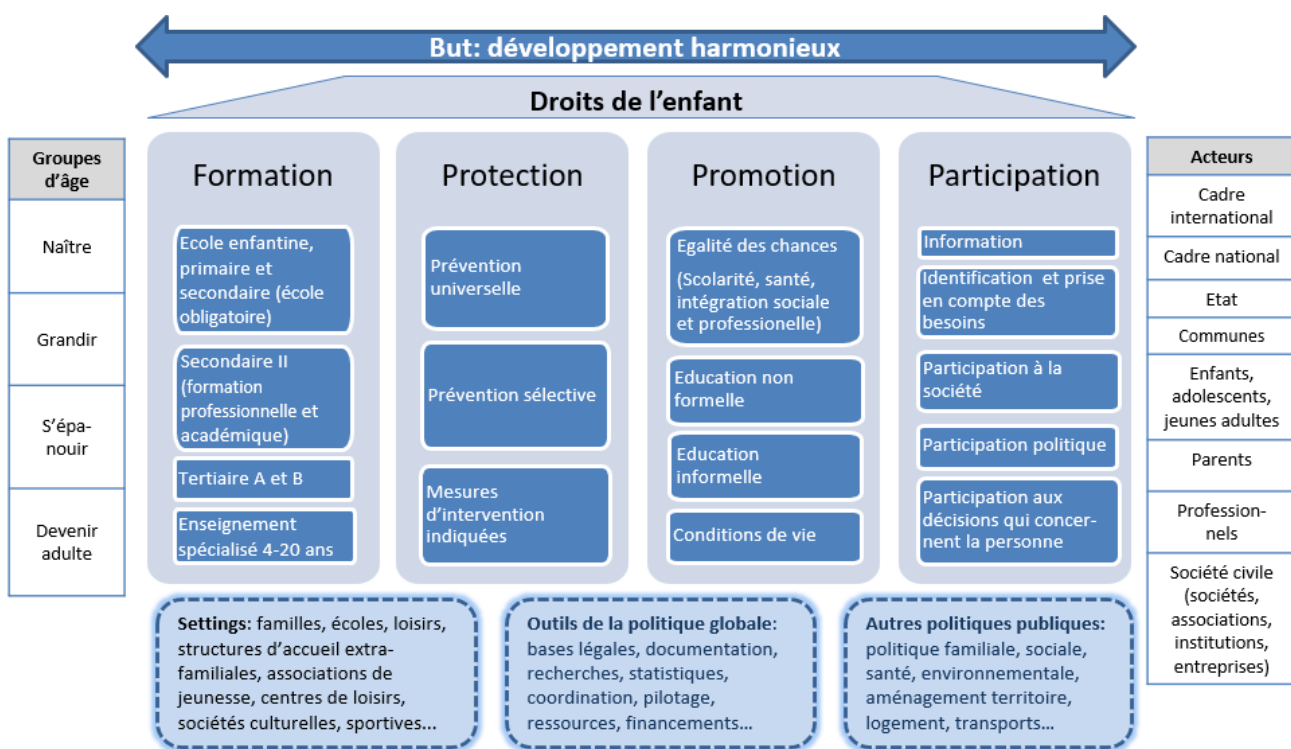 But: développement harmonieux
Droits de l'enfant
Groupes
d'âge
Naître
Grandir
S'épa-
nouir
Devenir
adulte
Formation
Ecole enfantine,
primaire et
secondaire (école
obligatoire)
Secondaire II
(formation
professionnelle et
académique)
Tertiaire A et B
Enseignement
spécialisé 4-20 ans
Protection
Prévention
universelle
Prévention sélective
Mesures
d'intervention
indiquées
Promotion
Egalité des chances
(Scolarité, santé,
intégration sociale
et professionelle)
Education non
formelle
Education
informelle
Conditions de vie
Participation
Information
Identification et prise
en compte des
besoins
Participation à la
société
Participation politique
Participation aux
décisions qui concer-
nent la personne
Acteurs
Cadre
international
Cadre national
Etat
Communes
Enfants,
adolescents,
jeunes adultes
Parents
Profession-
nels
Société civile
(sociétés,
associations,
institutions,
entreprises)
Settings: familles, écoles, loisirs,
structures d'accueil extra-
familiales, associations de
jeunesse, centres de loisirs,
sociétés culturelles, sportives...
Outils de la politique globale:
bases légales, documentation,
recherches, statistiques,
coordination, pilotage,
ressources, financements...
Autres politiques publiques:
politique familiale, sociale,
santé, environnementale,
aménagement territoire,
logement, transports...